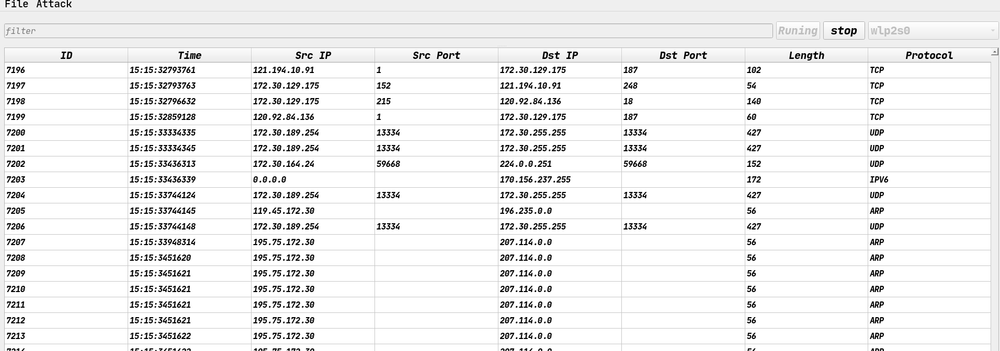 File Attack
filter Runing stop wlp2s0
ID Time Src IP Src Port Dst IP Dst Port Length Protocol
7196 15:15:32793761 121.194.10.91 1 172.30.129.175 187 102 TCP
7197 15:15:32793763 172.30.129.175 152 121.194.10.91 248 54 TCP
7198 15:15:32796632 172.30.129.175 215 120.92.84.136 18 140 TCP
7199 15:15:32859128 120.92.84.136 1 172.30.129.175 187 60 TCP
7200 15:15:33334335 172.30.189.254 13334 172.30.255.255 13334 427 UDP
7201 15:15:33334345 172.30.189.254 13334 172.30.255.255 13334 427 UDP
7202 15:15:33436313 172.30.164.24 59668 224.0.0.251 59668 152 UDP
7203 15:15:33436339 0.0.0.0 170.156.237.255 172 IPV6
7204 15:15:33744124 172.30.189.254 13334 172.30.255.255 13334 427 UDP
7205 15:15:33744145 119.45.172.30 196.235.0.0 56 ARP
7206 15:15:33744148 172.30.189.254 13334 172.30.255.255 13334 427 UDP
7207 15:15:33948314 195.75.172.30 207.114.0.0 56 ARP
7208 15:15:3451620 195.75.172.30 207.114.0.0 56 ARP
7209 15:15:3451621 195.75.172.30 207.114.0.0 56 ARP
7210 15:15:3451621 195.75.172.30 207.114.0.0 56 ARP
7211 15:15:3451621 195.75.172.30 207.114.0.0 56 ARP
7212 15:15:3451621 195.75.172.30 207.114.0.0 56 ARP
7213 15:15:3451622 195.75.172.30 207.114.0.0 56 ARP